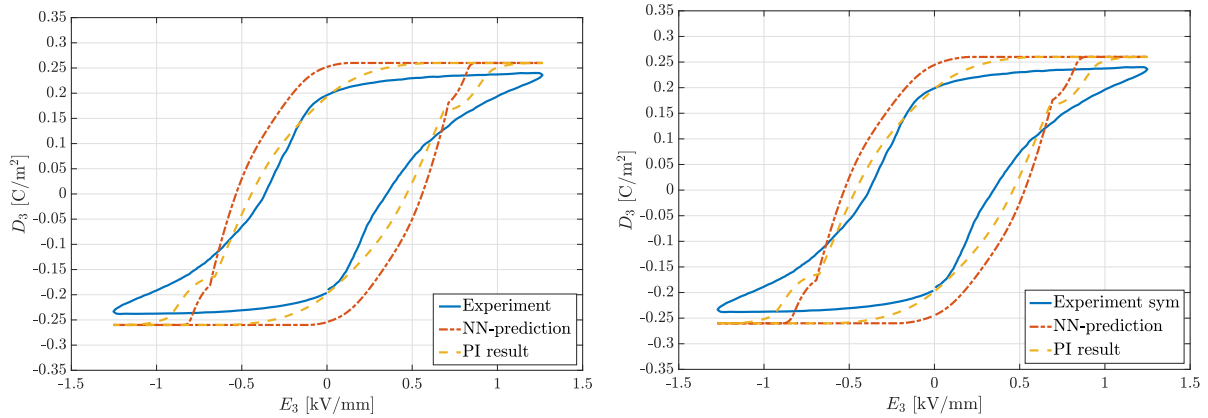 0.35
0.3
0.25
0.2
0.15
0.1
0.05
0
-0.05
-0.1
-0.15
-0.2
-0.25
-0.3
-0.35
D₃ [C/m²]
-1.5 -1 -0.5 0 0.5 1 1.5
E₃ [kV/mm]
Experiment
NN-prediction
PI result
0.35
0.3
0.25
0.2
0.15
0.1
0.05
0
-0.05
-0.1
-0.15
-0.2
-0.25
-0.3
-0.35
D₃ [C/m²]
-1.5 -1 -0.5 0 0.5 1 1.5
E₃ [kV/mm]
Experiment sym
NN-prediction
PI result